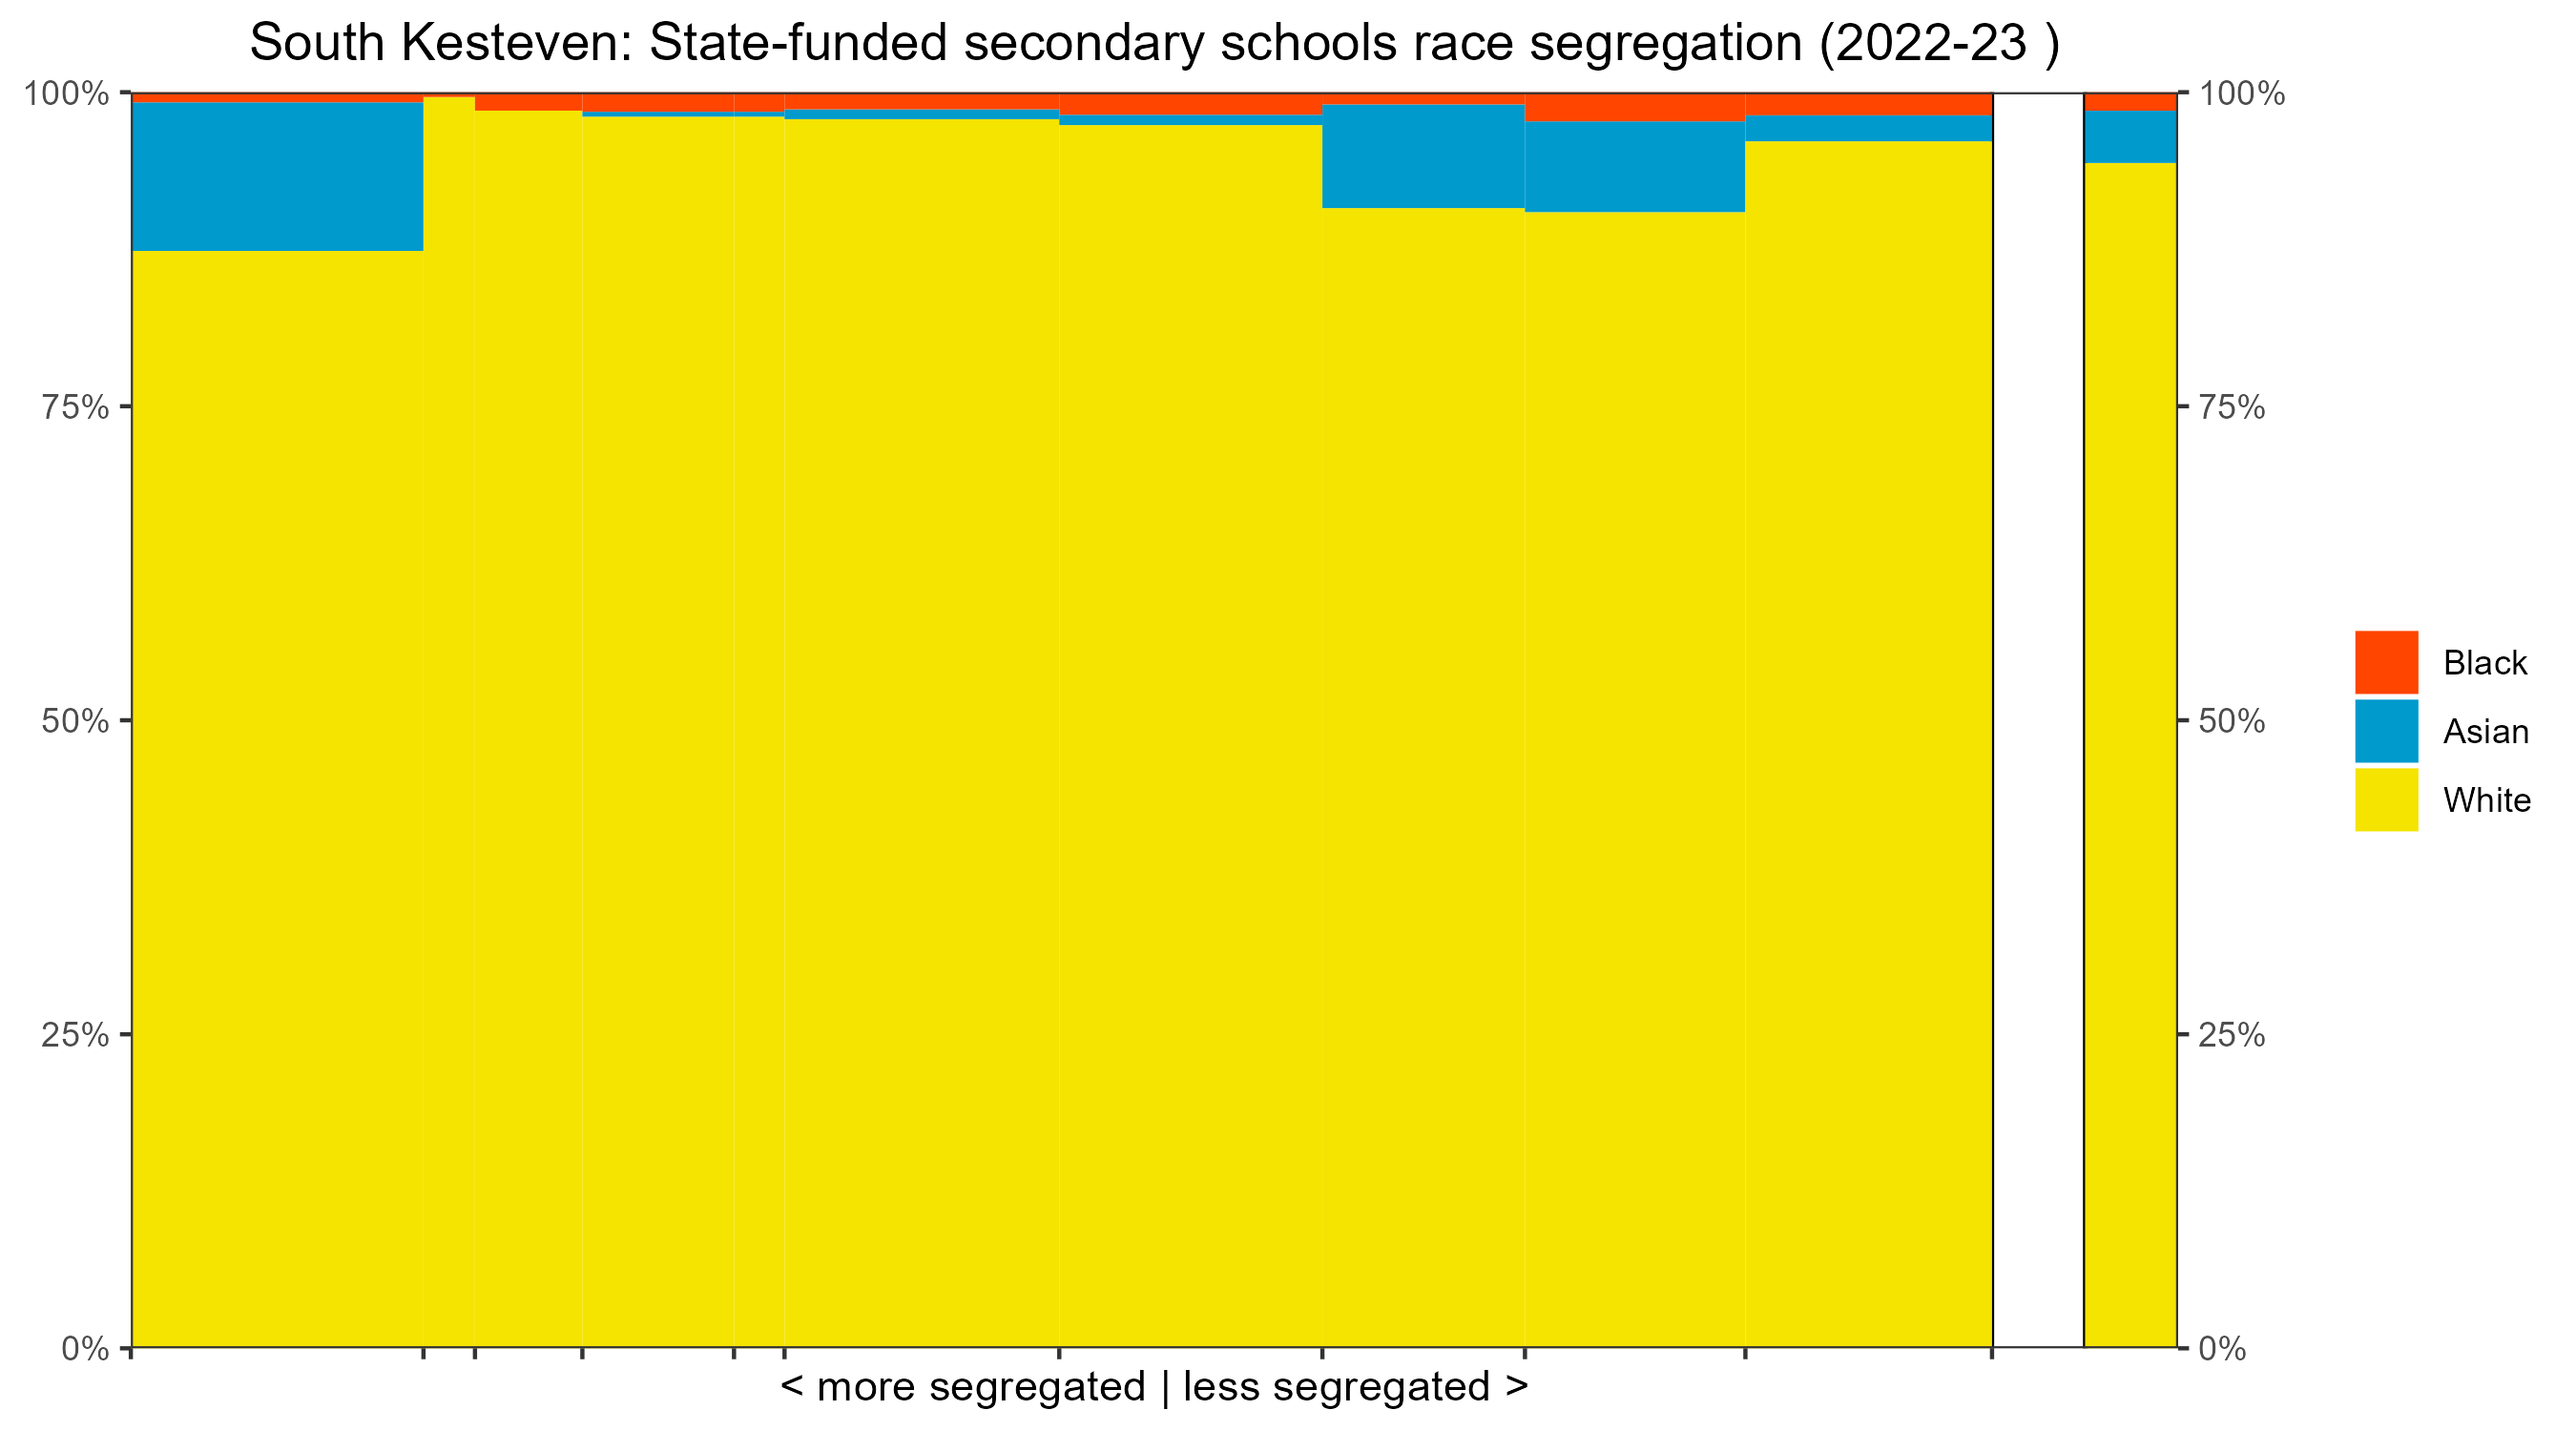 South Kesteven: State-funded secondary schools race segregation (2022-23 )
100%
75%
50%
25%
0%
100%
75%
50%
25%
0%
Black
Asian
White
< more segregated | less segregated >